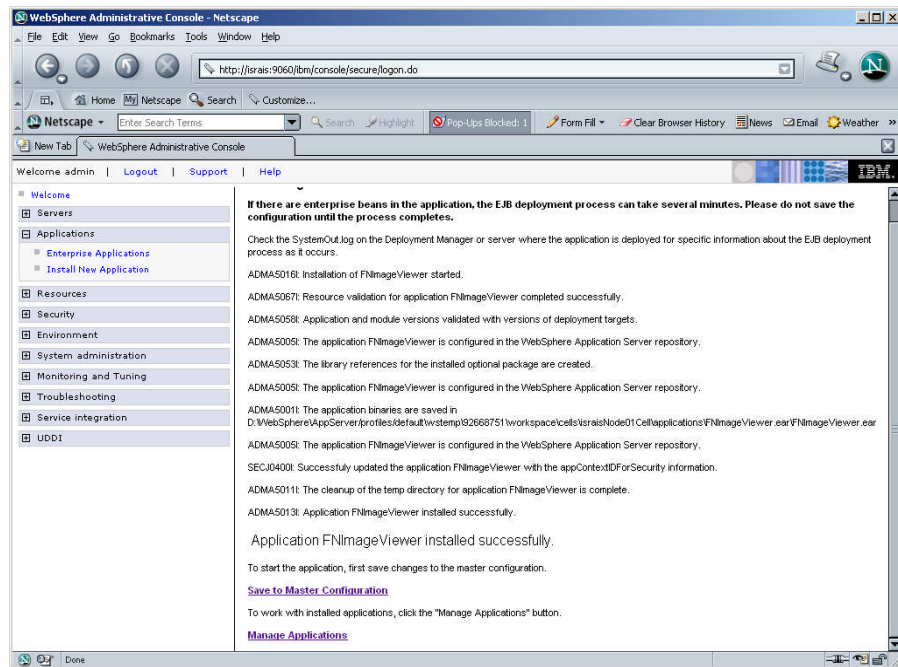 WebSphere Administrative Console - Netscape
File Edit View Go Bookmarks Tools Window Help
http://israis:9060/ibm/console/secure/logon.do
Home My Netscape Search Customize...
Netscape Enter Search Terms Search Highlight Pop-Ups Blocked: 1 Form Fill Clear Browser History News Email Weather »
New Tab WebSphere Administrative Console
Welcome admin | Logout | Support | Help IBM.
Welcome
Servers
Applications
Enterprise Applications
Install New Application
Resources
Security
Environment
System administration
Monitoring and Tuning
Troubleshooting
Service integration
UDDI
If there are enterprise beans in the application, the EJB deployment process can take several minutes. Please do not save the
configuration until the process completes.
Check the SystemOut.log on the Deployment Manager or server where the application is deployed for specific information about the EJB deployment
process as it occurs.
ADMA5016I: Installation of FNImageViewer started.
ADMA5067I: Resource validation for application FNImageViewer completed successfully.
ADMA5058I: Application and module versions validated with versions of deployment targets.
ADMA5005I: The application FNImageViewer is configured in the WebSphere Application Server repository.
ADMA5053I: The library references for the installed optional package are created.
ADMA5005I: The application FNImageViewer is configured in the WebSphere Application Server repository.
ADMA5001I: The application binaries are saved in
D:\WebSphere\AppServer/profiles/default\wstemp\92668751\workspace\cells\israisNode01Cell\applications\FNImageViewer.ear\FNImageViewer.ear
ADMA5005I: The application FNImageViewer is configured in the WebSphere Application Server repository.
SECJ0400I: Successfuly updated the application FNImageViewer with the appContextIDForSecurity information.
ADMA5011I: The cleanup of the temp directory for application FNImageViewer is complete.
ADMA5013I: Application FNImageViewer installed successfully.
Application FNImageViewer installed successfully.
To start the application, first save changes to the master configuration.
Save to Master Configuration
To work with installed applications, click the "Manage Applications" button.
Manage Applications
Done